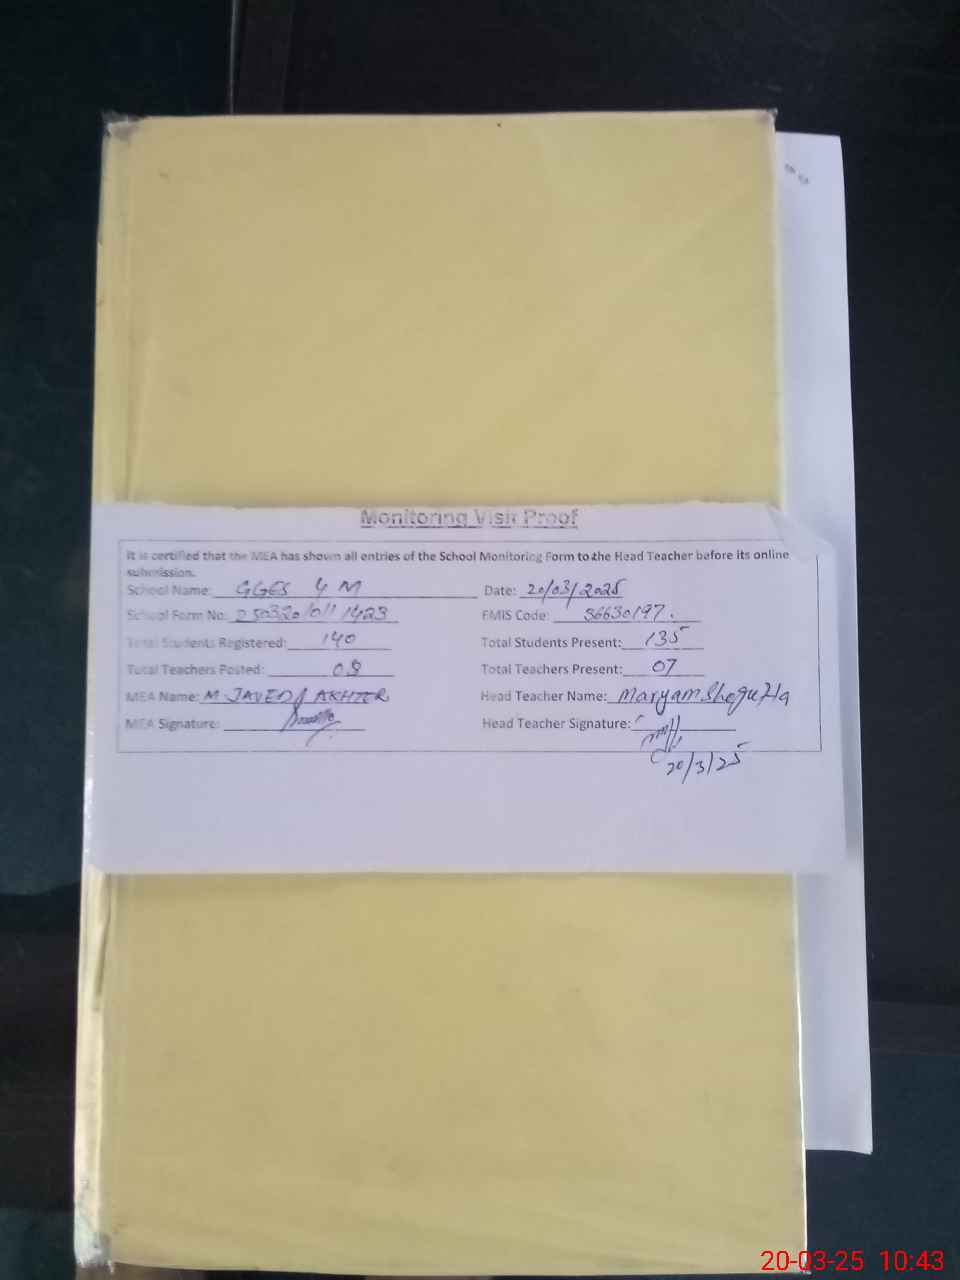 Monitoring Visit Proof
It is certified that the MEA has shown all entries of the School Monitoring Form to the Head Teacher before its online
submission.
School Name: GGES 4 M Date: 20/03/2025
School Form No: EMIS Code: 36630197.
Total Students Registered: 140 Total Students Present: 135
Total Teachers Posted: 08 Total Teachers Present: 07
MEA Name: M JAVED AKHTER Head Teacher Name: Maryam Shagufta
MEA Signature: Head Teacher Signature:
20/3/25
20-03-25 10:43